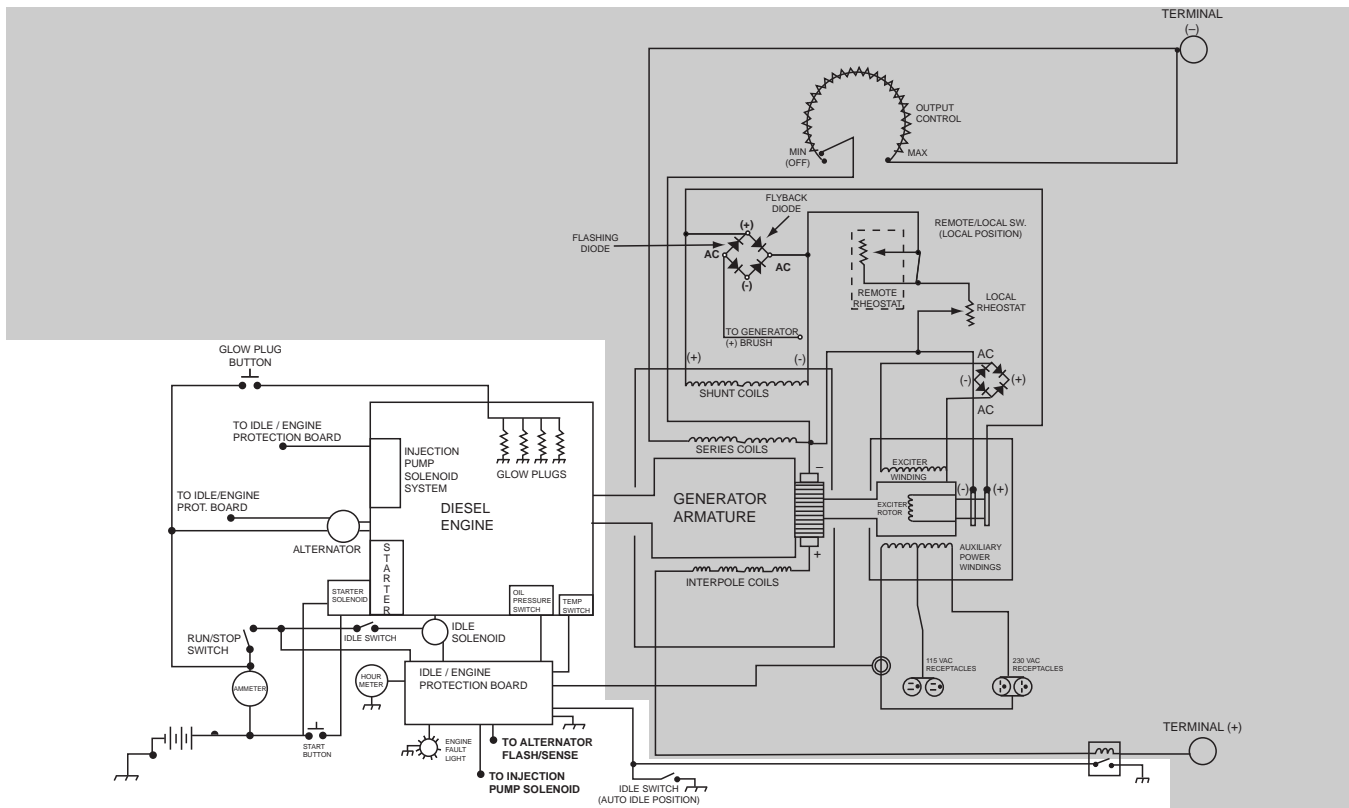 TERMINAL
(–)
OUTPUT
CONTROL
MIN
(OFF)
MAX
FLYBACK
DIODE
(+)
FLASHING
DIODE
AC
AC
(-)
REMOTE/LOCAL SW.
(LOCAL POSITION)
REMOTE
RHEOSTAT
LOCAL
RHEOSTAT
TO GENERATOR
(+) BRUSH
(+)
(-)
SHUNT COILS
AC
(-)
(+)
AC
GLOW PLUG
BUTTON
TO IDLE / ENGINE
PROTECTION BOARD
INJECTION
PUMP
SOLENOID
SYSTEM
GLOW PLUGS
SERIES COILS
–
EXCITER
WINDING
(-)
(+)
TO IDLE/ENGINE
PROT. BOARD
DIESEL
ENGINE
GENERATOR
ARMATURE
EXCITER
ROTOR
ALTERNATOR
+
AUXILIARY
POWER
WINDINGS
STARTER
INTERPOLE COILS
STARTER
SOLENOID
OIL
PRESSURE
SWITCH
TEMP
SWITCH
RUN/STOP
SWITCH
IDLE SWITCH
IDLE
SOLENOID
HOUR
METER
IDLE / ENGINE
PROTECTION BOARD
115 VAC
RECEPTACLES
230 VAC
RECEPTACLES
AMMETER
START
BUTTON
ENGINE
FAULT
LIGHT
TO ALTERNATOR
FLASH/SENSE
TO INJECTION
PUMP SOLENOID
IDLE SWITCH
(AUTO IDLE POSITION)
TERMINAL (+)